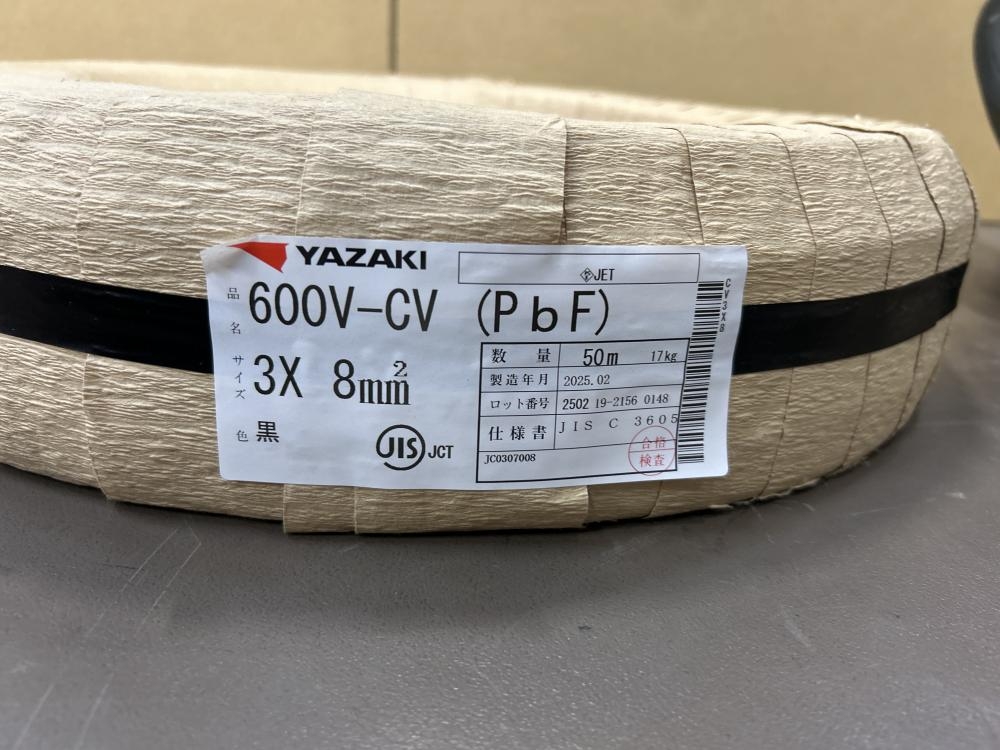 YAZAKI
<PS>E JET
品名 600V-CV (PbF)
サイズ 3X 8mm²
色 黒
JIS JCT
数量 50m 17kg
製造年月 2025.02
ロット番号 2502 19-2156 0148
仕様書 JIS C 3605
JC0307008
合格
検査
CV3X8